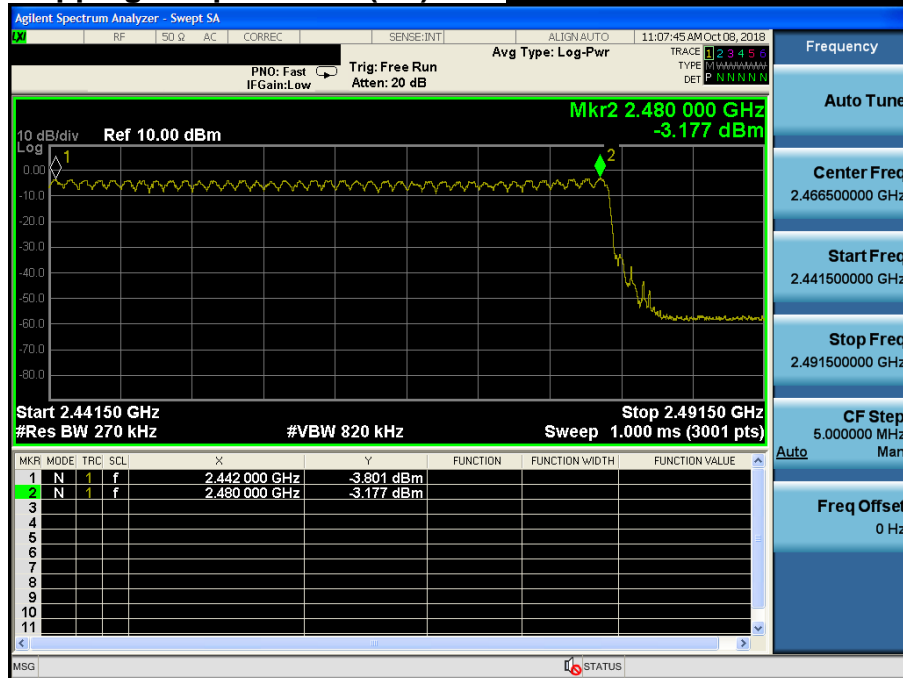 Agilent Spectrum Analyzer - Swept SA
LXI RF 50 Ω AC CORREC SENSE:INT ALIGN AUTO 11:07:45 AM Oct 08, 2018
Frequency
Avg Type: Log-Pwr
TRACE 1 2 3 4 5 6
TYPE M WWWWW
DET P N N N N N
PNO: Fast
IFGain:Low
Trig: Free Run
Atten: 20 dB
Auto Tune
Mkr2 2.480 000 GHz
-3.177 dBm
10 dB/div Ref 10.00 dBm
Log
1
2
0.00
-10.0
-20.0
-30.0
-40.0
-50.0
-60.0
-70.0
-80.0
Center Freq
2.466500000 GHz
Start Freq
2.441500000 GHz
Stop Freq
2.491500000 GHz
Start 2.44150 GHz Stop 2.49150 GHz
#Res BW 270 kHz #VBW 820 kHz Sweep 1.000 ms (3001 pts)
CF Step
5.000000 MHz
Auto Man
MKR MODE TRC SCL X Y FUNCTION FUNCTION WIDTH FUNCTION VALUE
1 N 1 f 2.442 000 GHz -3.801 dBm
2 N 1 f 2.480 000 GHz -3.177 dBm
3
4
5
6
7
8
9
10
11
Freq Offset
0 Hz
MSG STATUS